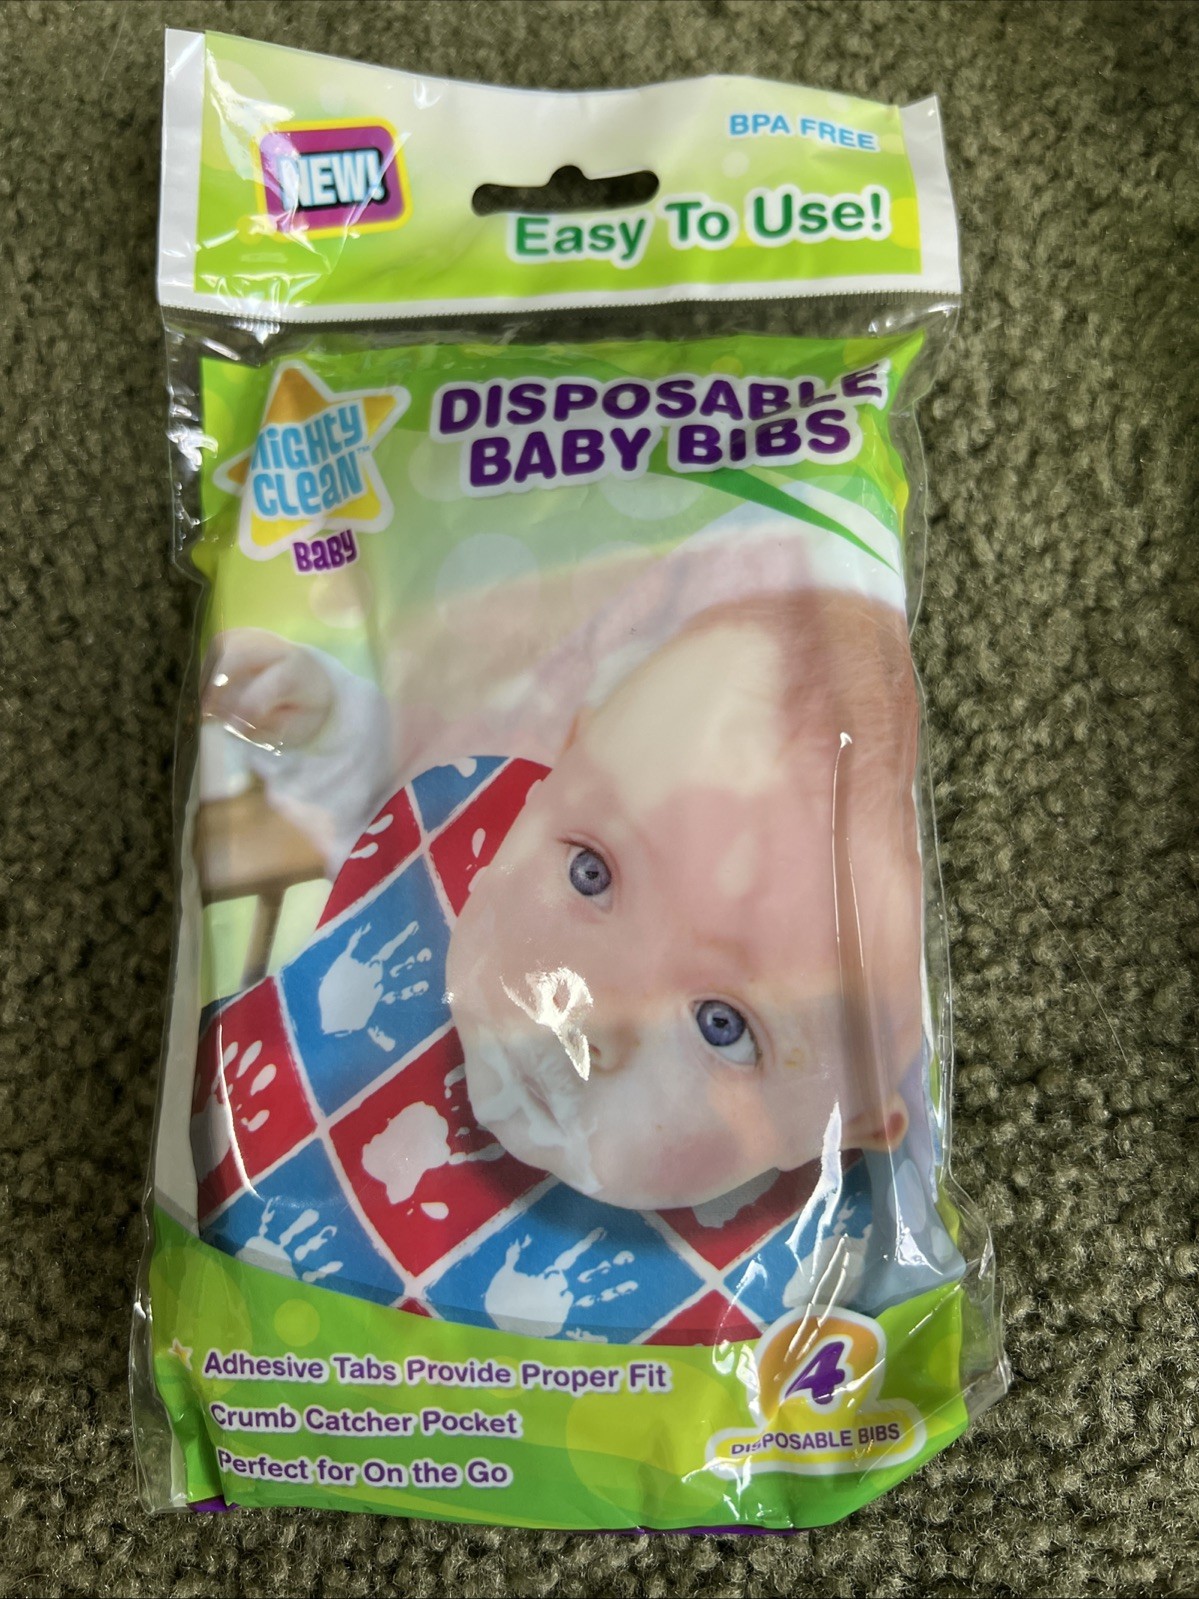 NEW!
BPA FREE
Easy To Use!
MiGHty
CLeaN™
BaBy
DISPOSABLE
BABY BIBS
Adhesive Tabs Provide Proper Fit
Crumb Catcher Pocket
Perfect for On the Go
4
DISPOSABLE BIBS